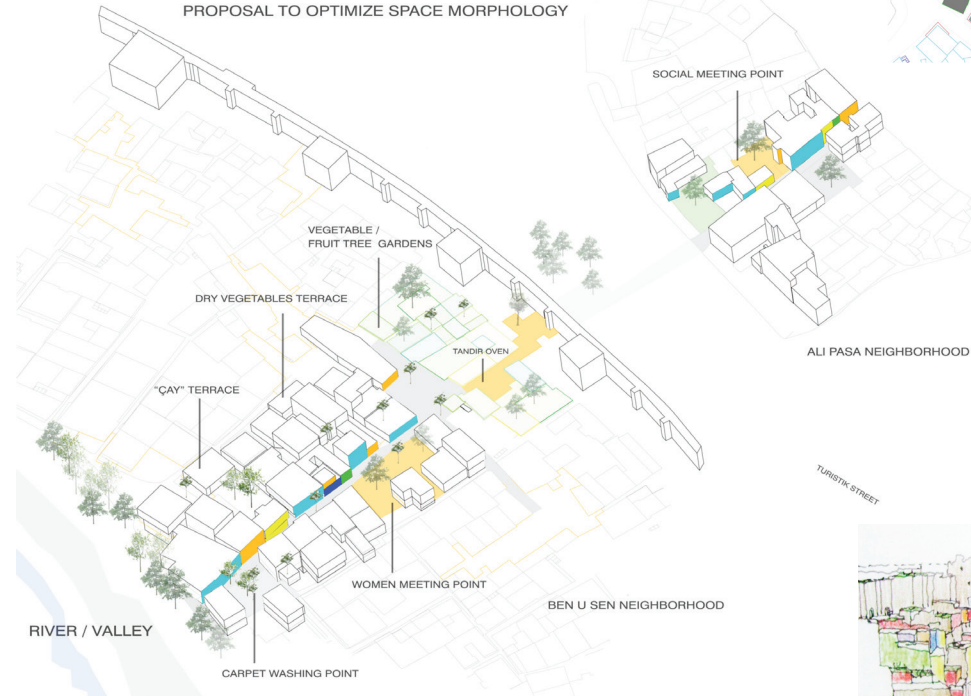 PROPOSAL TO OPTIMIZE SPACE MORPHOLOGY
SOCIAL MEETING POINT
VEGETABLE /
FRUIT TREE GARDENS
DRY VEGETABLES TERRACE
TANDIR OVEN
ALI PASA NEIGHBORHOOD
"ÇAY" TERRACE
TURISTIK STREET
WOMEN MEETING POINT
BEN U SEN NEIGHBORHOOD
RIVER / VALLEY
CARPET WASHING POINT